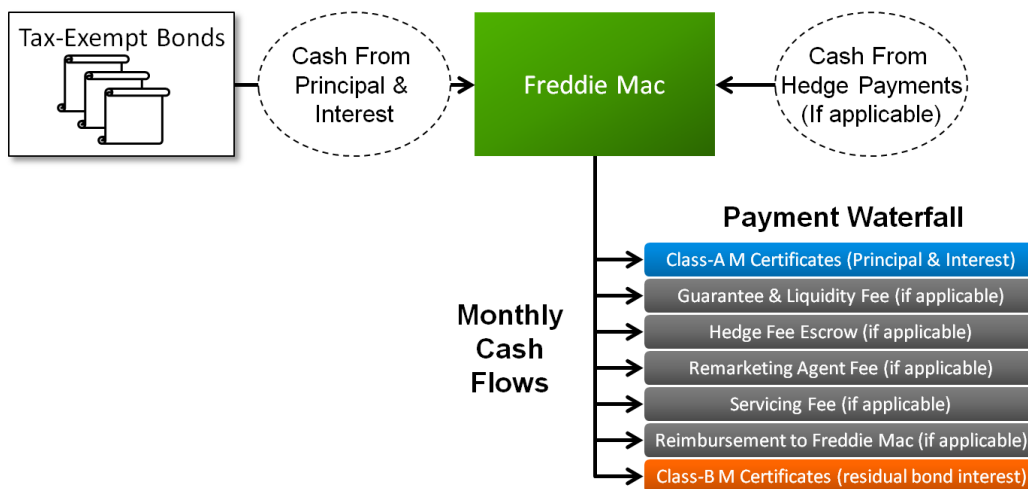 Tax-Exempt Bonds
Cash From
Principal &
Interest
Freddie Mac
Cash From
Hedge Payments
(If applicable)
Payment Waterfall
Monthly
Cash
Flows
Class-A M Certificates (Principal & Interest)
Guarantee & Liquidity Fee (if applicable)
Hedge Fee Escrow (if applicable)
Remarketing Agent Fee (if applicable)
Servicing Fee (if applicable)
Reimbursement to Freddie Mac (if applicable)
Class-B M Certificates (residual bond interest)